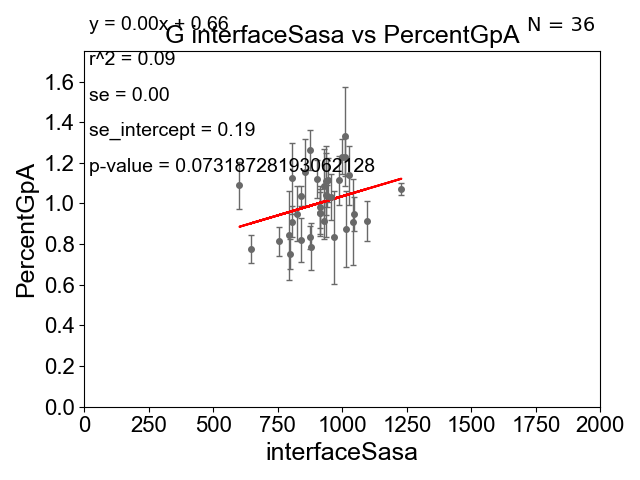 y = 0.00x + 0.66
N = 36
G interfaceSasa vs PercentGpA
r^2 = 0.09
se = 0.00
se_intercept = 0.19
p-value = 0.07318728193062128
PercentGpA
1.6
1.4
1.2
1.0
0.8
0.6
0.4
0.2
0.0
0 250 500 750 1000 1250 1500 1750 2000
interfaceSasa